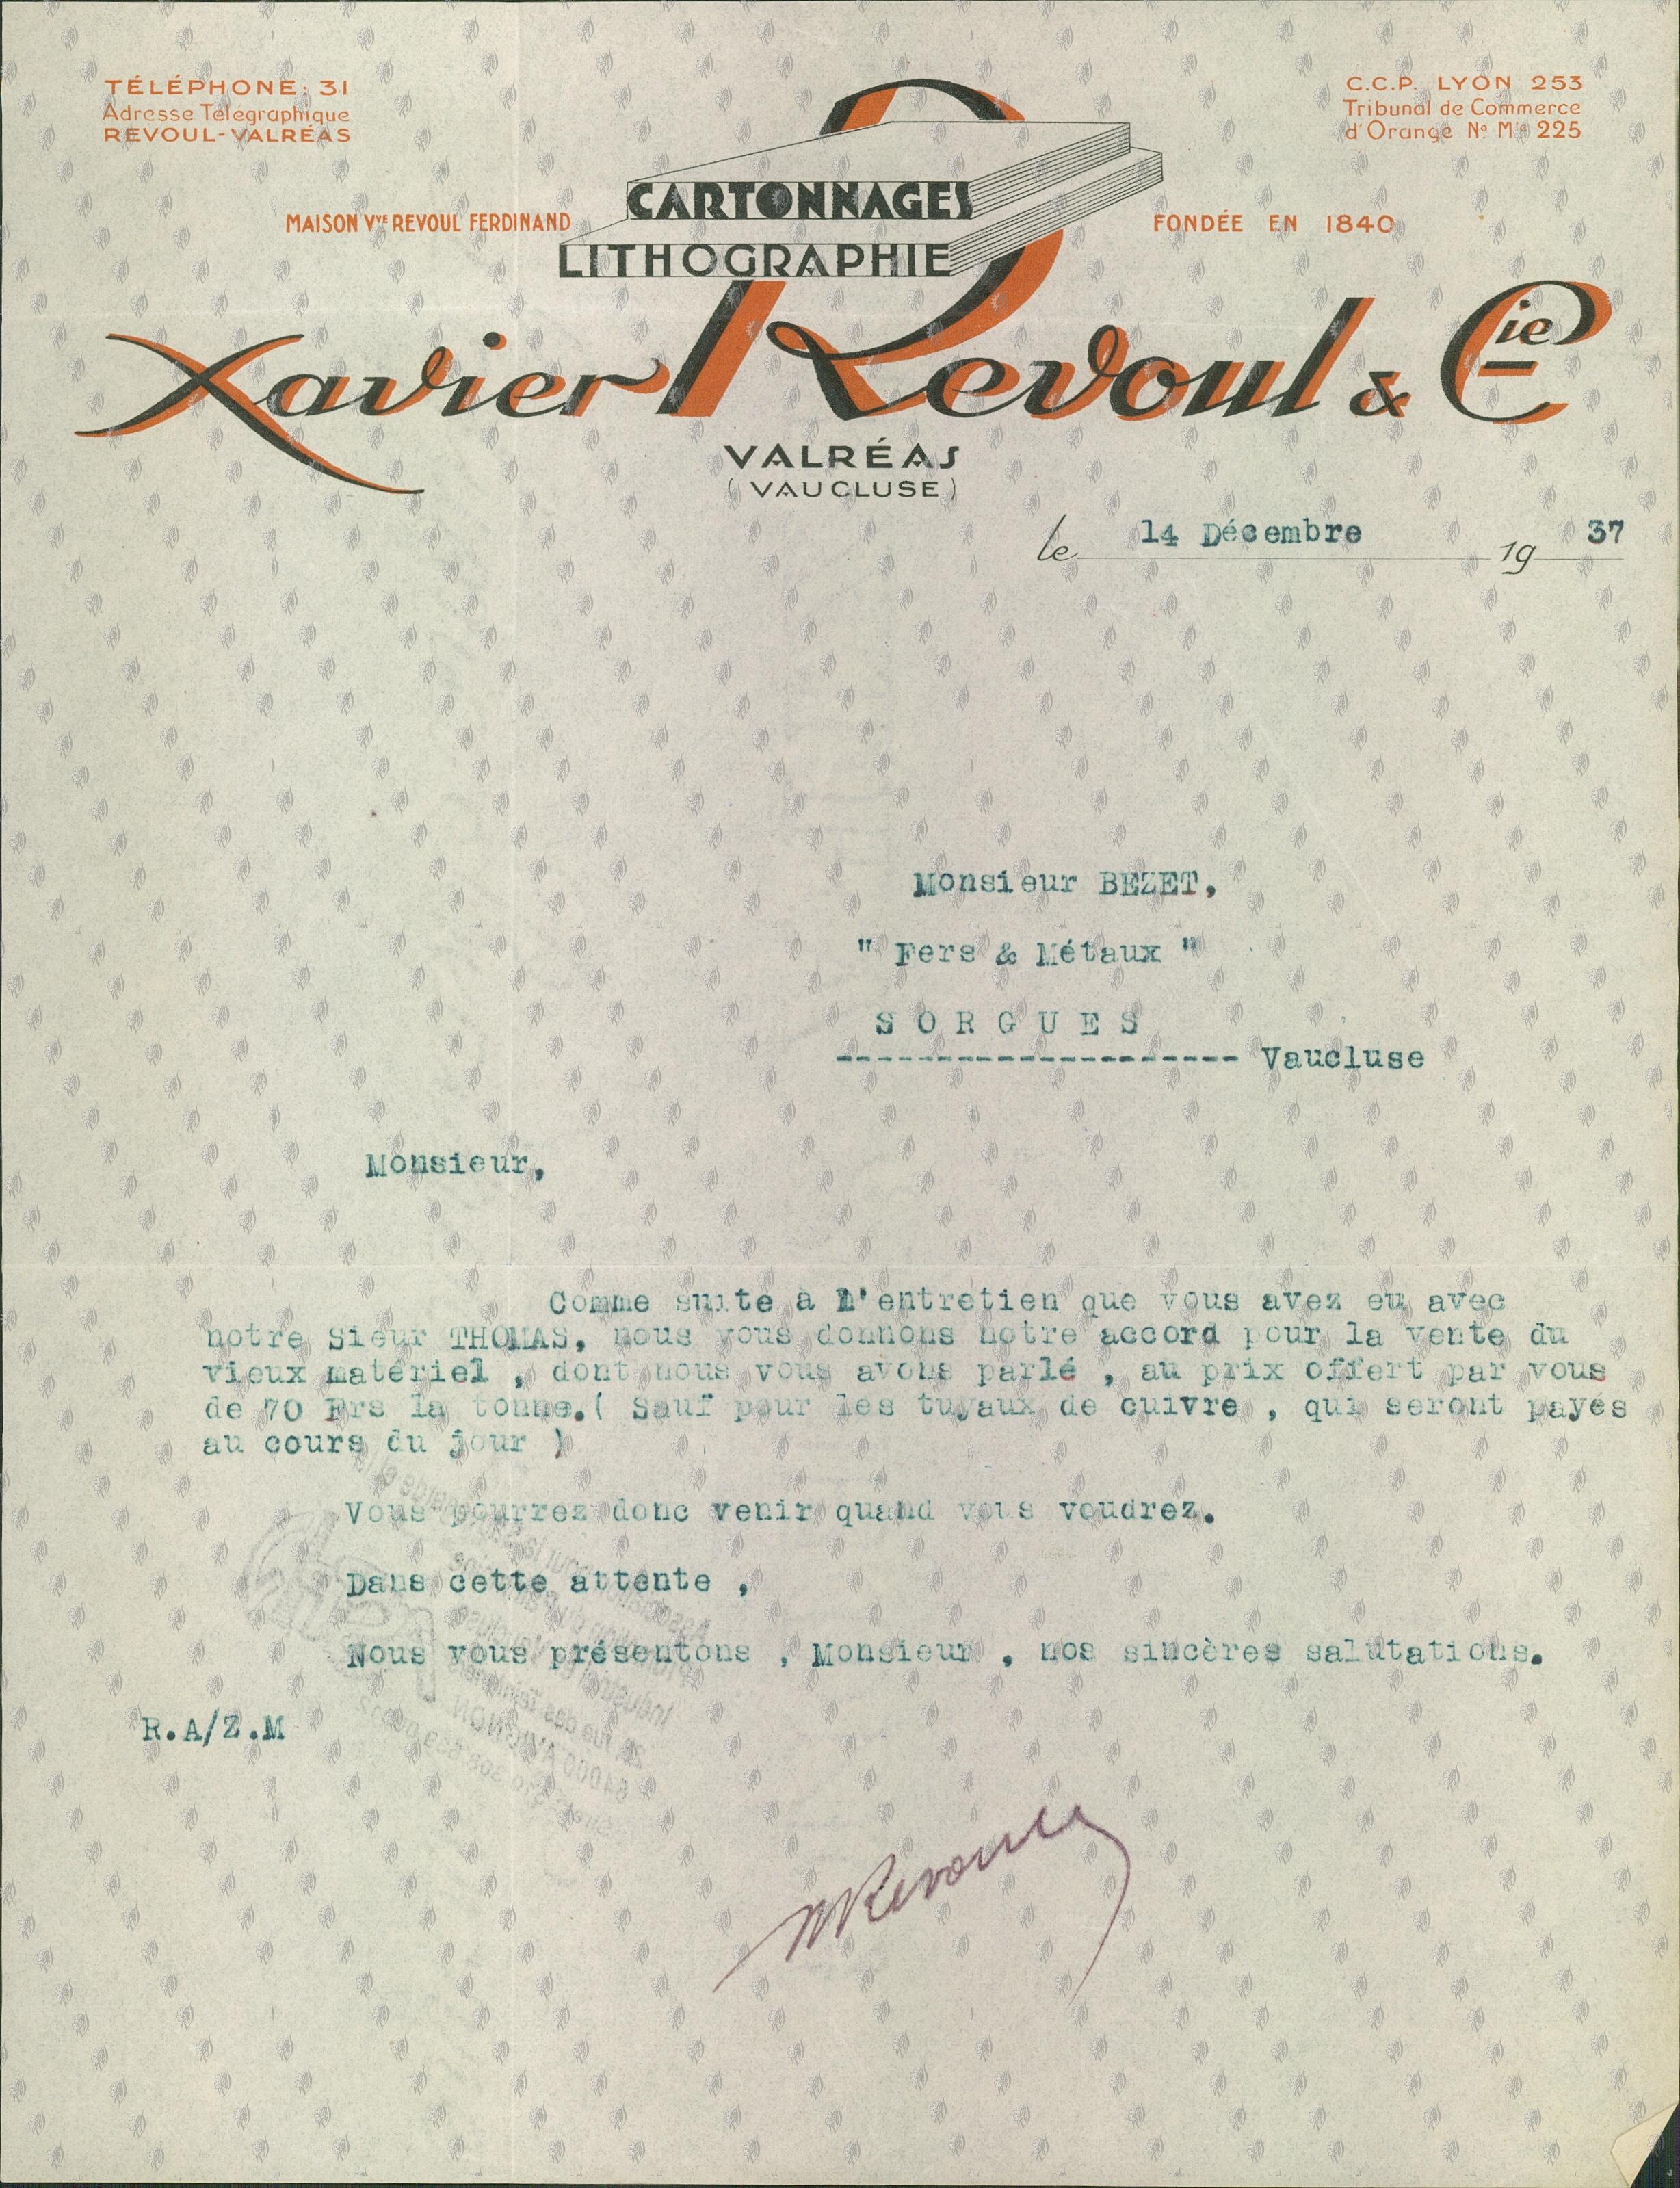 TÉLÉPHONE: 31
Adresse Télégraphique
REVOUL-VALRÉAS
C.C.P. LYON 253
Tribunal de Commerce
d'Orange Nº Mle 225
CARTONNAGES
MAISON VVE REVOUL FERDINAND
FONDÉE EN 1840
LITHOGRAPHIE
Xavier Revoul & Cie
VALRÉAS
(VAUCLUSE)
le 14 Décembre 19 37
Monsieur BEZET,
" Fers & Métaux "
S O R G U E S
-------------------- Vaucluse
Monsieur,
Comme suite à l'entretien que vous avez eu avec
notre Sieur THOMAS, nous vous donnons notre accord pour la vente du
vieux matériel , dont nous vous avons parlé , au prix offert par vous
de 70 Frs la tonne.( Sauf pour les tuyaux de cuivre , qui seront payés
au cours du jour )
Vous pourrez donc venir quand vous voudrez.
Dans cette attente ,
Nous vous présentons , Monsieur , nos sincères salutations.
R.A/Z.M
Revoul